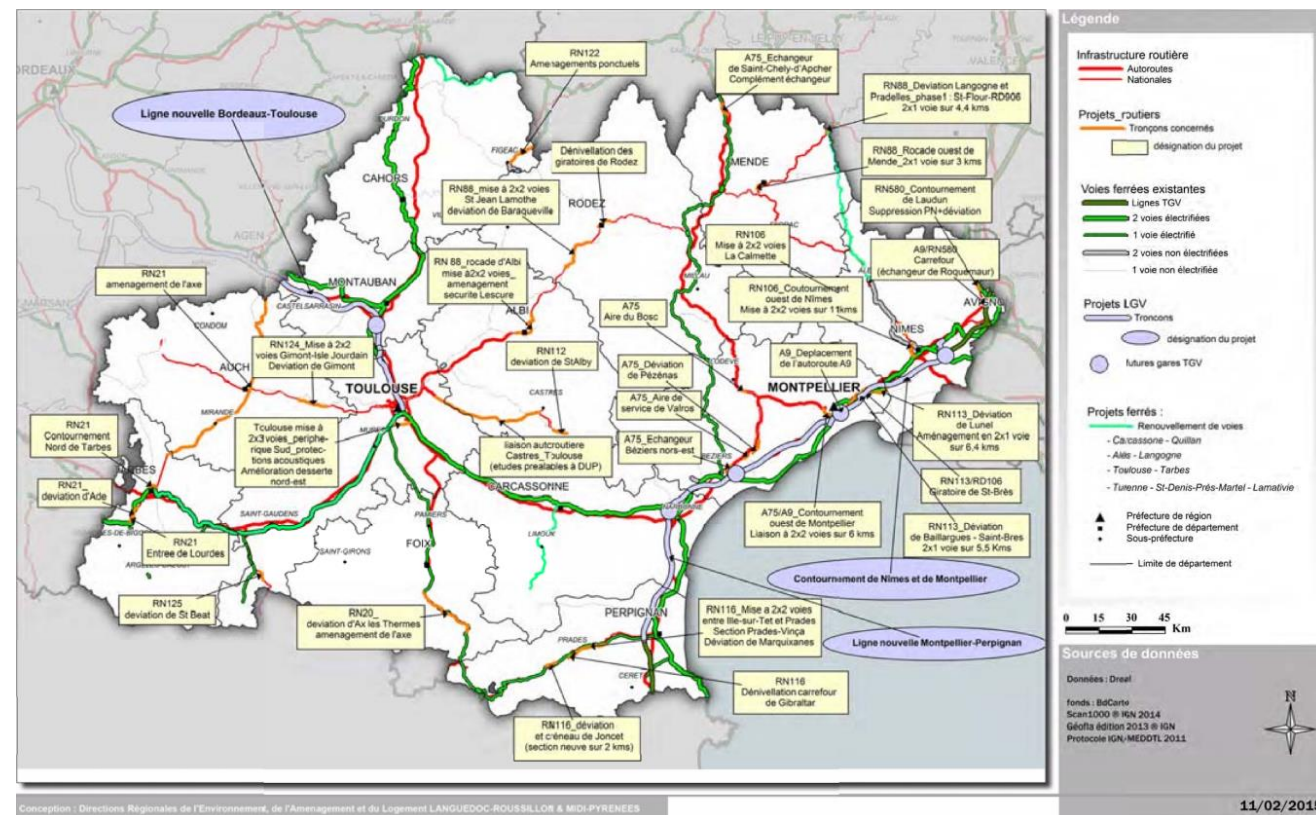 RN122
Amenagements ponctuels
A75_Echangeur
de Saint-Chely-d'Apcher
Complément échangeur
RN88_Deviation Langogne et
Pradelles_phase1 : St-Flour-RD906
2x1 voie sur 4,4 kms
Ligne nouvelle Bordeaux-Toulouse
Dénivellation des
giratoires de Rodez
RN88_Rocade ouest de
Mende_2x1 voie sur 3 kms
RN88_mise à 2x2 voies
St Jean Lamothe
deviation de Baraqueville
RN580_Contournement
de Laudun
Suppression PN+déviation
RN106
Mise à 2x2 voies
La Calmette
A9/RN580
Carrefour
(échangeur de Roquemaur)
RN21
amenagement de l'axe
RN 88_rocade d'Albi
mise a2x2 voies_
amenagement
securite Lescure
A75
Aire du Bosc
RN106_Coutournement
ouest de Nîmes
Mise à 2x2 voies sur 11kms
RN124_Mise à 2x2
voies Gimont-Isle Jourdain
Deviation de Gimont
RN112
deviation de StAlby
A75_Déviation
de Pézénas
A9_Deplacement
de l'autoroute A9
RN21
Contournement
Nord de Tarbes
Toulouse mise à
2x3 voies_periphe-
rique Sud_protec-
tions acoustiques
Amélioration desserte
nord-est
liaison autoroutiere
Castres_Toulouse
(etudes prealables à DUP)
A75_Aire de
service de Valros
A75_Echangeur
Béziers nors-est
RN113_Déviation
de Lunel
Aménagement en 2x1 voie
sur 6,4 kms
RN21_
deviation d'Ade
RN113/RD106
Giratoire de St-Brès
RN21
Entree de Lourdes
A75/A9_Contournement
ouest de Montpellier
Liaison à 2x2 voies sur 6 kms
RN113_Déviation
de Baillargues - Saint-Bres
2x1 voie sur 5,5 Kms
RN125
deviation de St Beat
RN20_
deviation d'Ax les Thermes
amenagement de l'axe
Contournement de Nîmes et de Montpellier
RN116_Mise a 2x2 voies
entre Ille-sur-Tet et Prades
Section Prades-Vinça
Déviation de Marquixanes
Ligne nouvelle Montpellier-Perpignan
RN116
Dénivellation carrefour
de Gibraltar
RN116_déviation
et créneau de Joncet
(section neuve sur 2 kms)
AGEN
CAHORS
FIGEAC
RODEZ
MENDE
MONTAUBAN
CASTELSARRASIN
CONDOM
ALBI
AUCH
MIRANDE
TOULOUSE
CASTRES
MONTPELLIER
NIMES
BEZIERS
CARCASSONNE
SAINT-GAUDENS
PAMIERS
FOIX
SAINT-GIRONS
PERPIGNAN
PRADES
CERET
Légende
Infrastructure routière
Autoroutes
Nationales
Projets_routiers
Tronçons concernés
désignation du projet
Voies ferrées existantes
Lignes TGV
2 voies électrifiées
1 voie électrifié
2 voies non électrifiées
1 voie non électrifiée
Projets LGV
Troncons
désignation du projet
futures gares TGV
Projets ferrés :
Renouvellement de voies
- Carcassone - Quillan
- Alès - Langogne
- Toulouse - Tarbes
- Turenne - St-Denis-Près-Martel - Lamativie
Préfecture de région
Préfecture de département
Sous-préfecture
Limite de département
0 15 30 45
Km
Sources de données
Données : Dreal
fonds : BdCarto
Scan1000 ® IGN 2014
Géofla édition 2013 ® IGN
Protocole IGN-MEDDTL 2011
N
Conception : Directions Régionales de l'Environnement, de l'Amenagement et du Logement LANGUEDOC-ROUSSILLON & MIDI-PYRENEES
11/02/2015